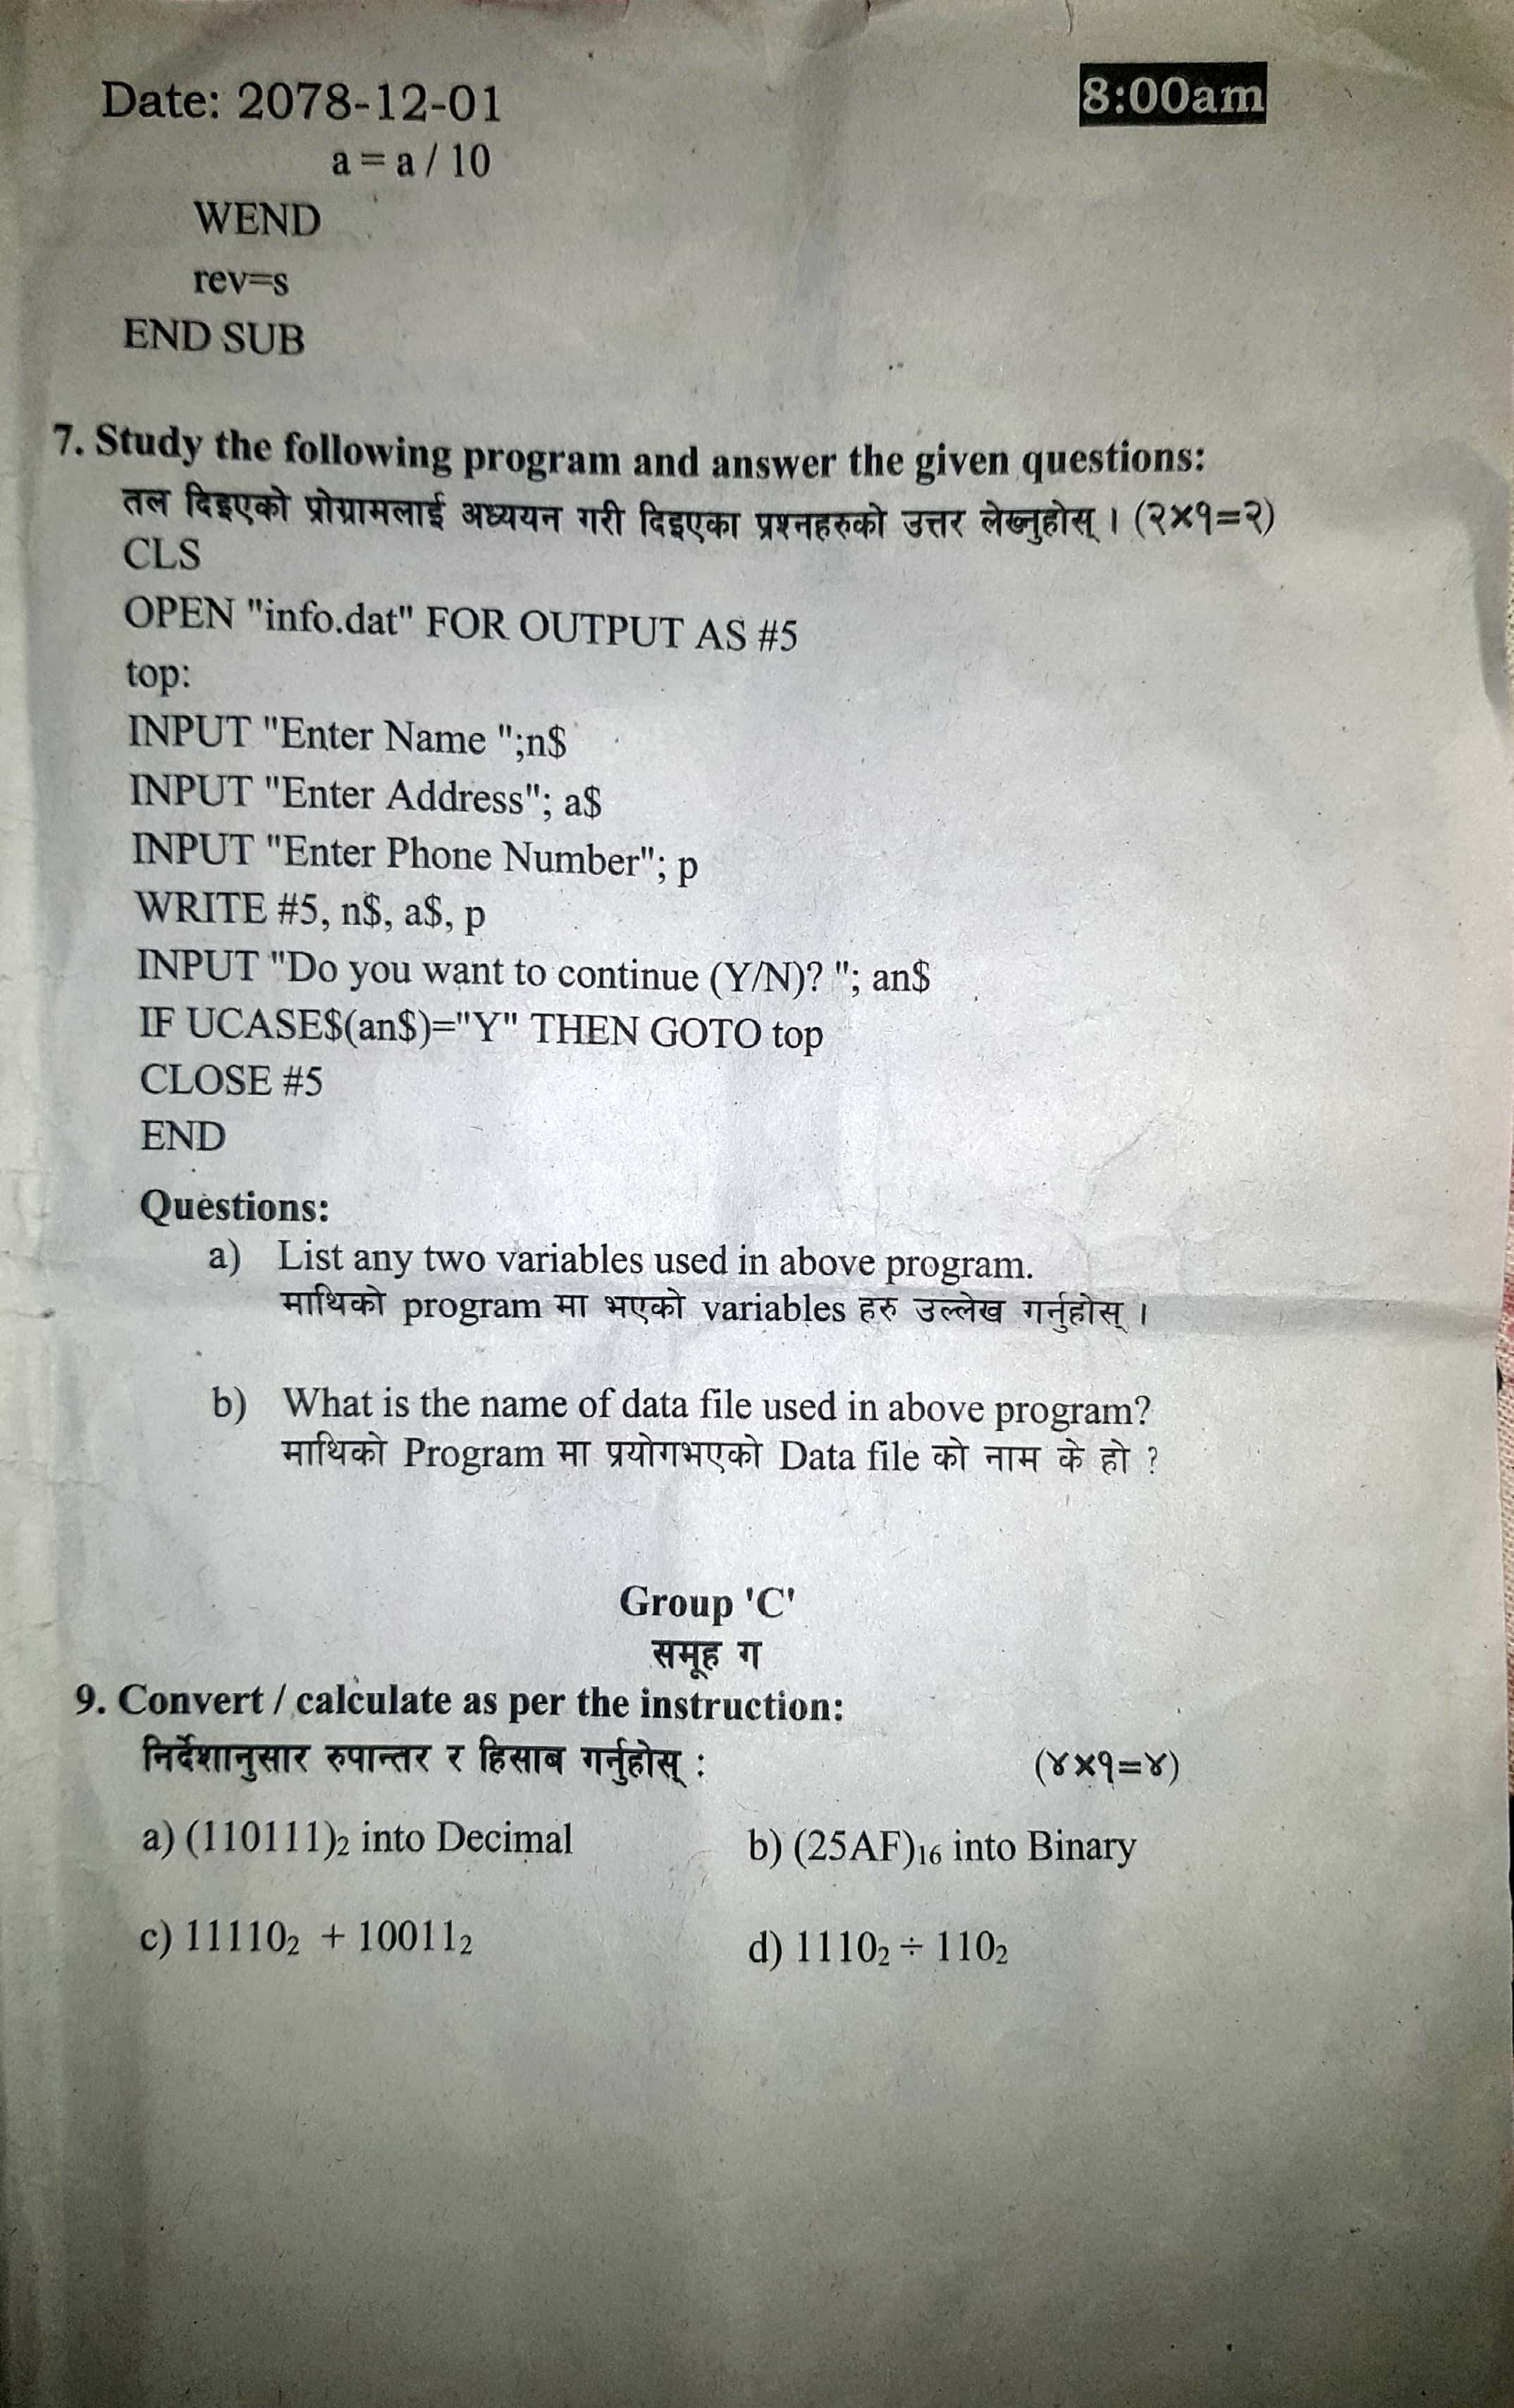 Date: 2078-12-01 8:00am
a = a / 10
WEND
rev=s
END SUB
7. Study the following program and answer the given questions:
तल दिइएको प्रोग्रामलाई अध्ययन गरी दिइएका प्रश्नहरुको उत्तर लेख्नुहोस् । (२×१=२)
CLS
OPEN "info.dat" FOR OUTPUT AS #5
top:
INPUT "Enter Name ";n$
INPUT "Enter Address"; a$
INPUT "Enter Phone Number"; p
WRITE #5, n$, a$, p
INPUT "Do you want to continue (Y/N)? "; an$
IF UCASE$(an$)="Y" THEN GOTO top
CLOSE #5
END
Questions:
a) List any two variables used in above program.
माथिको program मा भएको variables हरु उल्लेख गर्नुहोस् ।
b) What is the name of data file used in above program?
माथिको Program मा प्रयोगभएको Data file को नाम के हो ?
Group 'C'
समूह ग
9. Convert / calculate as per the instruction:
निर्देशानुसार रुपान्तर र हिसाब गर्नुहोस् : (४×१=४)
a) (110111)₂ into Decimal b) (25AF)₁₆ into Binary
c) 11110₂ + 10011₂ d) 1110₂ ÷ 110₂